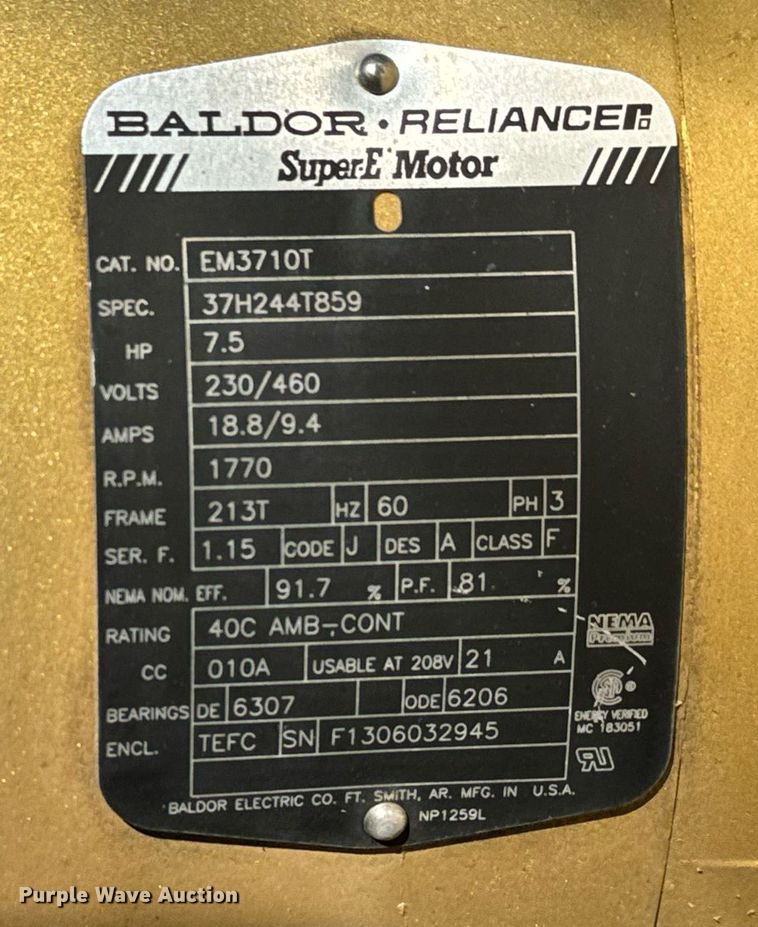 BALDOR • RELIANCER
Super-E Motor
CAT. NO. EM3710T
SPEC. 37H244T859
HP 7.5
VOLTS 230/460
AMPS 18.8/9.4
R.P.M. 1770
FRAME 213T HZ 60 PH 3
SER. F. 1.15 CODE J DES A CLASS F
NEMA NOM. EFF. 91.7 % P.F. 81 %
RATING 40C AMB-CONT
NEMA
Premium
CC 010A USABLE AT 208V 21 A
BEARINGS DE 6307 ODE 6206
ENERGY VERIFIED
MC 183051
ENCL. TEFC SN F1306032945
BALDOR ELECTRIC CO. FT. SMITH, AR. MFG. IN U.S.A.
NP1259L
Purple Wave Auction